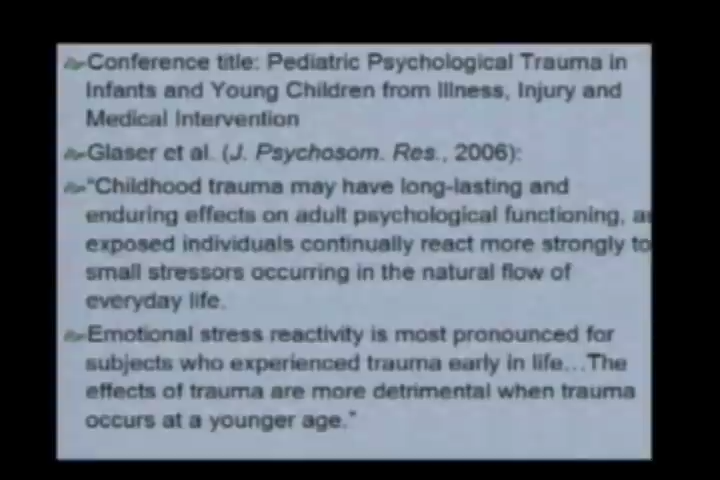 Conference title: Pediatric Psychological Trauma in
Infants and Young Children from Illness, Injury and
Medical Intervention
Glaser et al. (J. Psychosom. Res., 2006):
"Childhood trauma may have long-lasting and
enduring effects on adult psychological functioning, as
exposed individuals continually react more strongly to
small stressors occurring in the natural flow of
everyday life.
Emotional stress reactivity is most pronounced for
subjects who experienced trauma early in life...The
effects of trauma are more detrimental when trauma
occurs at a younger age."